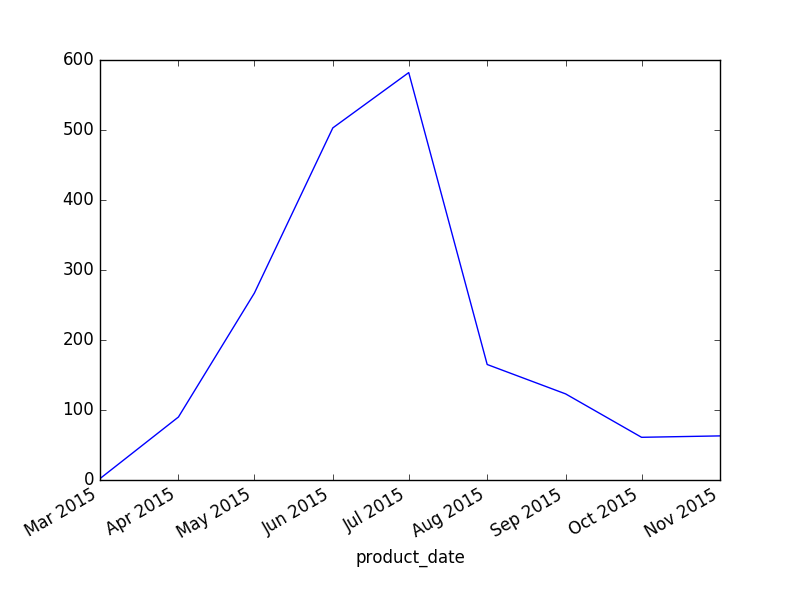 600
500
400
300
200
100
0
Mar 2015
Apr 2015
May 2015
Jun 2015
Jul 2015
Aug 2015
Sep 2015
Oct 2015
Nov 2015
product_date